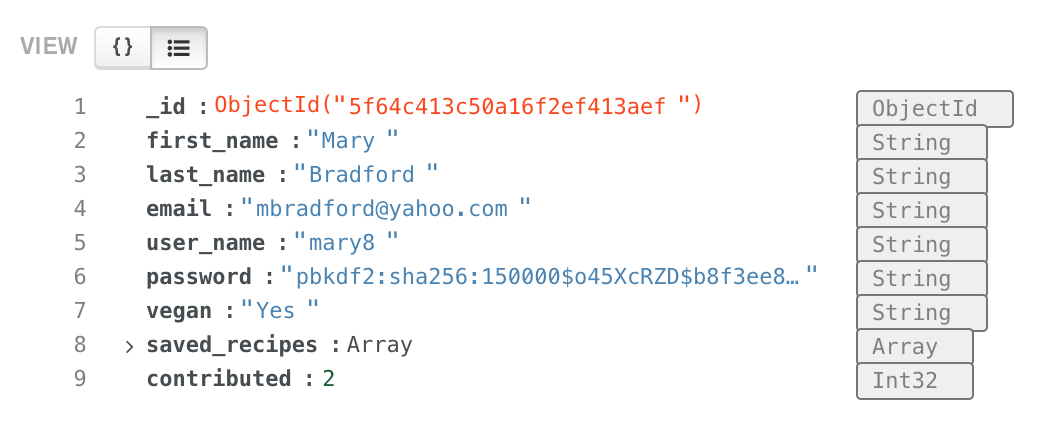 VIEW {}
1 _id : ObjectId("5f64c413c50a16f2ef413aef ") ObjectId
2 first_name : "Mary " String
3 last_name : "Bradford " String
4 email : "mbradford@yahoo.com " String
5 user_name : "mary8 " String
6 password : "pbkdf2:sha256:150000$o45XcRZD$b8f3ee8… " String
7 vegan : "Yes " String
8 > saved_recipes : Array Array
9 contributed : 2 Int32